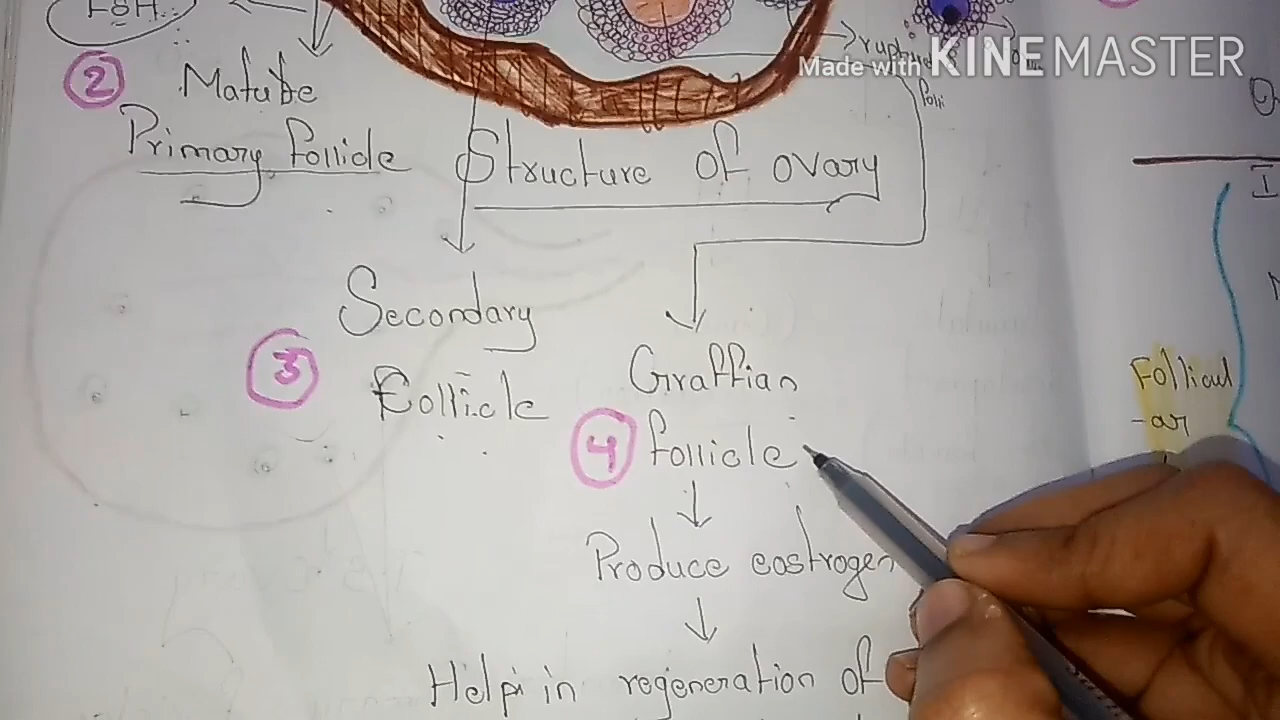 FSH
Made with KINEMASTER
2
Mature
Primary follicle
Structure of ovary
Secondary
3
Follicle
Graffian
4
follicle
Produce eostrogen
Help in regeneration of
Follicul
-ar